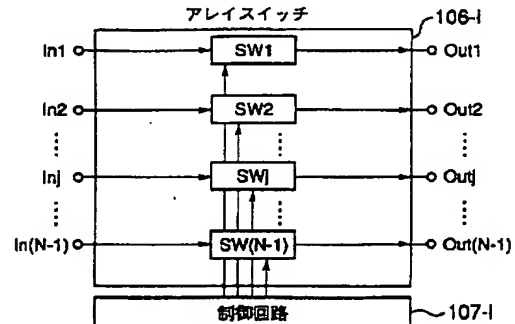 アレイスイッチ
106-i
In1 SW1 Out1
In2 SW2 Out2
Inj SWj Outj
In(N-1) SW(N-1) Out(N-1)
制御回路 107-i